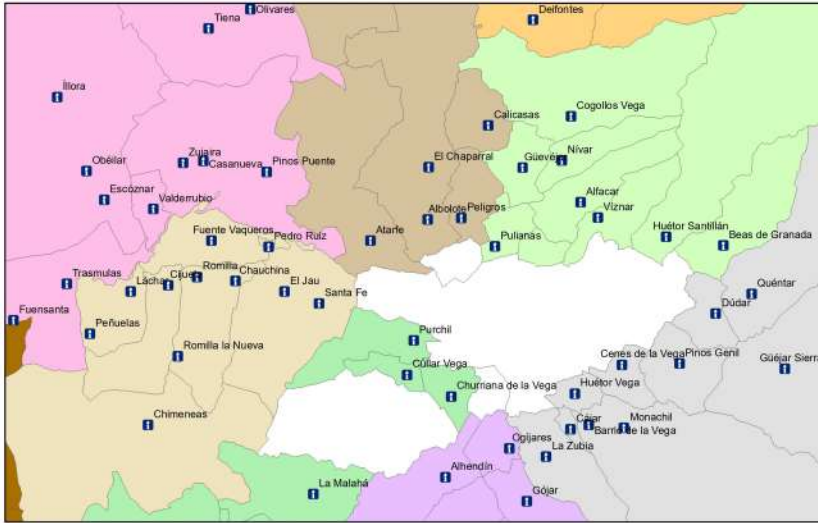 Olivares
Tiena
Deifontes
Íllora
Calicasas
Cogollos Vega
Zujaira
Casanueva
Pinos Puente
El Chaparral
Güevéjar
Nívar
Obéilar
Escóznar
Valderrubio
Alfacar
Víznar
Albolote
Peligros
Atarfe
Fuente Vaqueros
Pedro Ruíz
Pulianas
Huétor Santillán
Beas de Granada
Trasmulas
Láchar
Cijuela
Romilla
Chauchina
El Jau
Santa Fe
Quéntar
Dúdar
Fuensanta
Peñuelas
Romilla la Nueva
Purchil
Cúllar Vega
Churriana de la Vega
Cenes de la Vega
Pinos Genil
Güéjar Sierra
Huétor Vega
Chimeneas
Cájar
Barrio de la Vega
Monachil
Ogíjares
La Zubia
Alhendín
La Malahá
Gójar